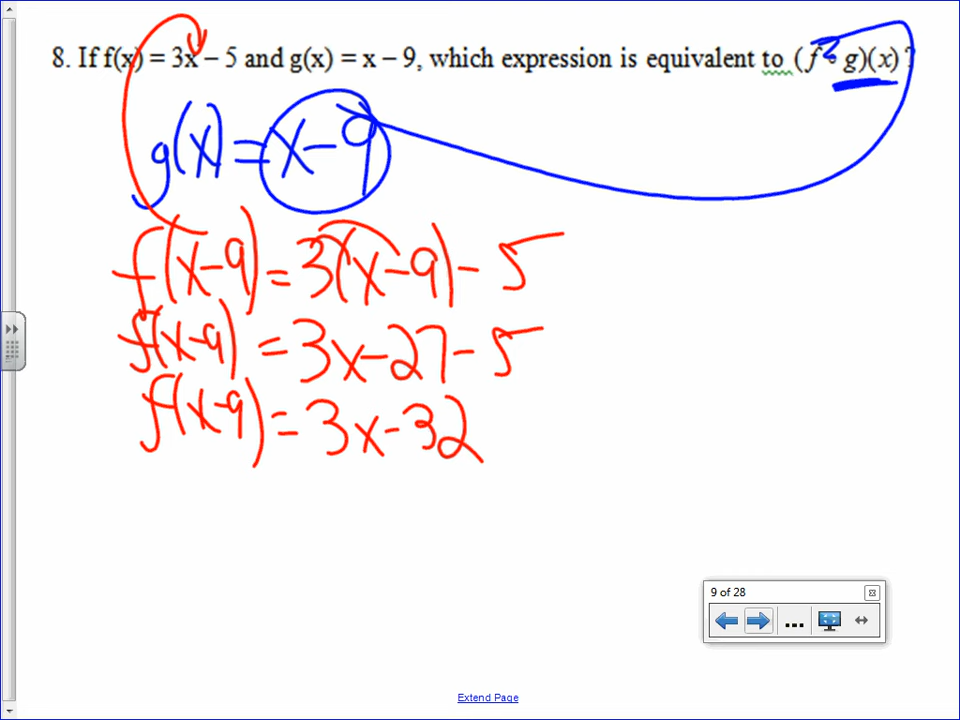 8. If f(x) = 3x – 5 and g(x) = x – 9, which expression is equivalent to (f ∘ g)(x) ?
g(x) = x - 9
f(x-9) = 3(x-9) - 5
f(x-9) = 3x - 27 - 5
f(x-9) = 3x - 32
9 of 28
...
Extend Page